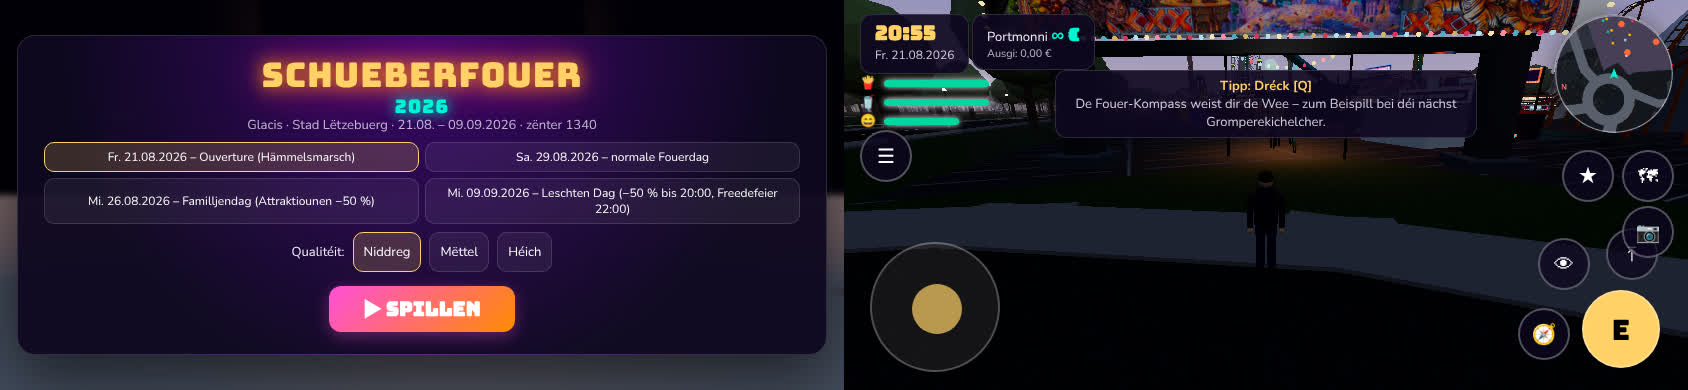 SCHUEBERFOUER
2026
Glacis · Stad Lëtzebuerg · 21.08. – 09.09.2026 · zënter 1340
Fr. 21.08.2026 – Ouverture (Hämmelsmarsch)
Sa. 29.08.2026 – normale Fouerdag
Mi. 26.08.2026 – Familljendag (Attraktiounen −50 %)
Mi. 09.09.2026 – Leschten Dag (−50 % bis 20:00, Freedefeier
22:00)
Qualitéit:
Niddreg
Mëttel
Héich
▶ SPILLEN
20:55
Fr. 21.08.2026
Portmonni ∞ €
Ausgi: 0,00 €
Tipp: Dréck [Q]
De Fouer-Kompass weist dir de Wee – zum Beispill bei déi nächst
Gromperekichelcher.
N
E